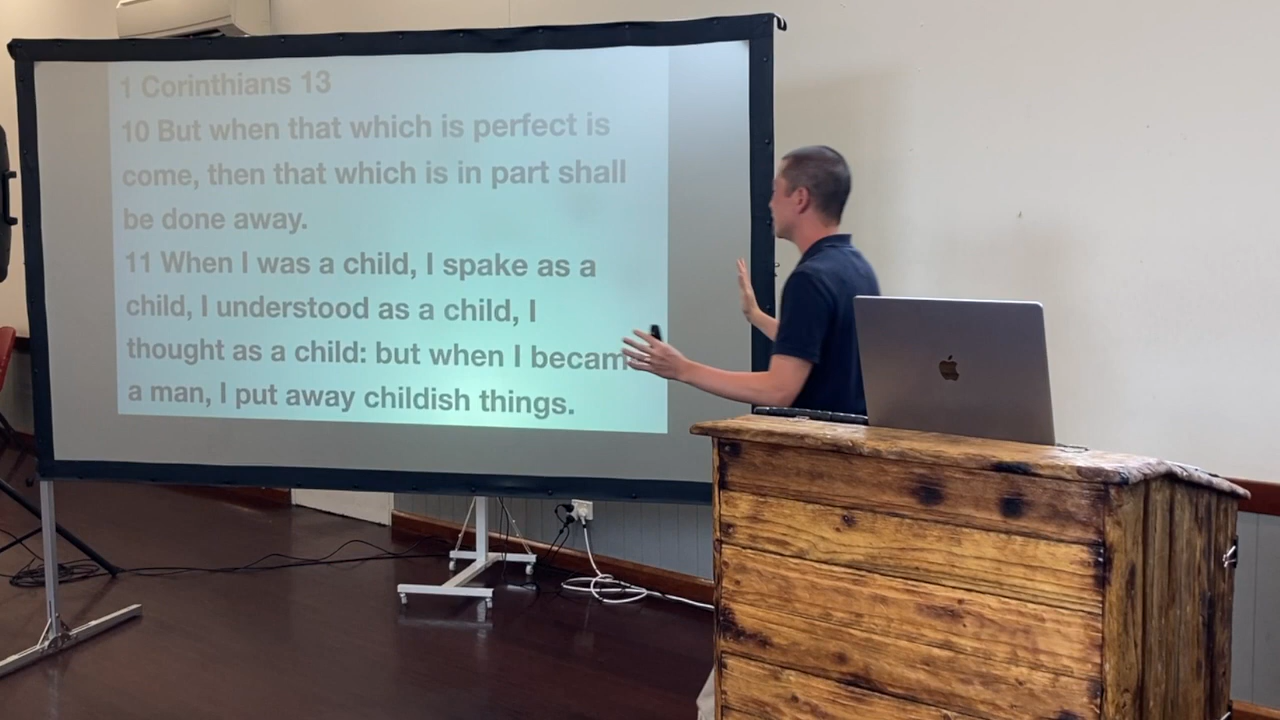 1 Corinthians 13
10 But when that which is perfect is
come, then that which is in part shall
be done away.
11 When I was a child, I spake as a
child, I understood as a child, I
thought as a child: but when I became
a man, I put away childish things.